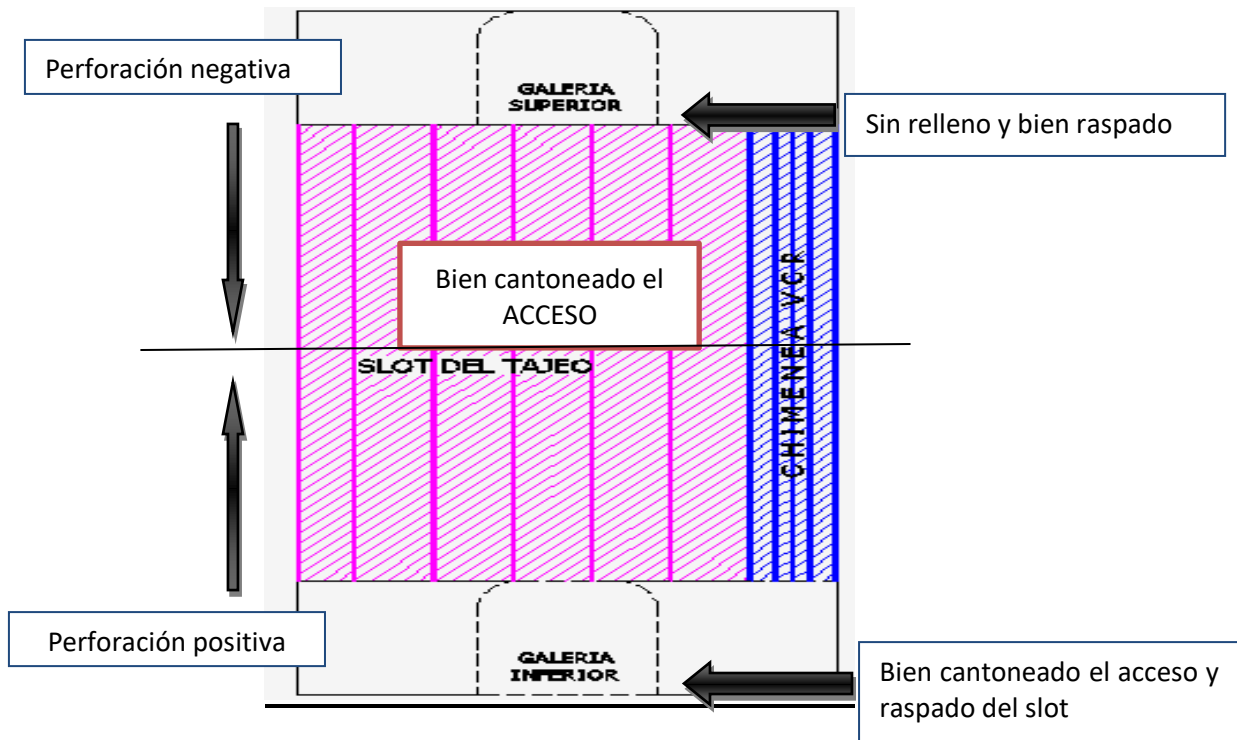 Perforación negativa
GALERIA
SUPERIOR
Sin relleno y bien raspado
Bien cantoneado el
ACCESO
SLOT DEL TAJEO
CHIMENEA VCR
Perforación positiva
GALERIA
INFERIOR
Bien cantoneado el acceso y
raspado del slot